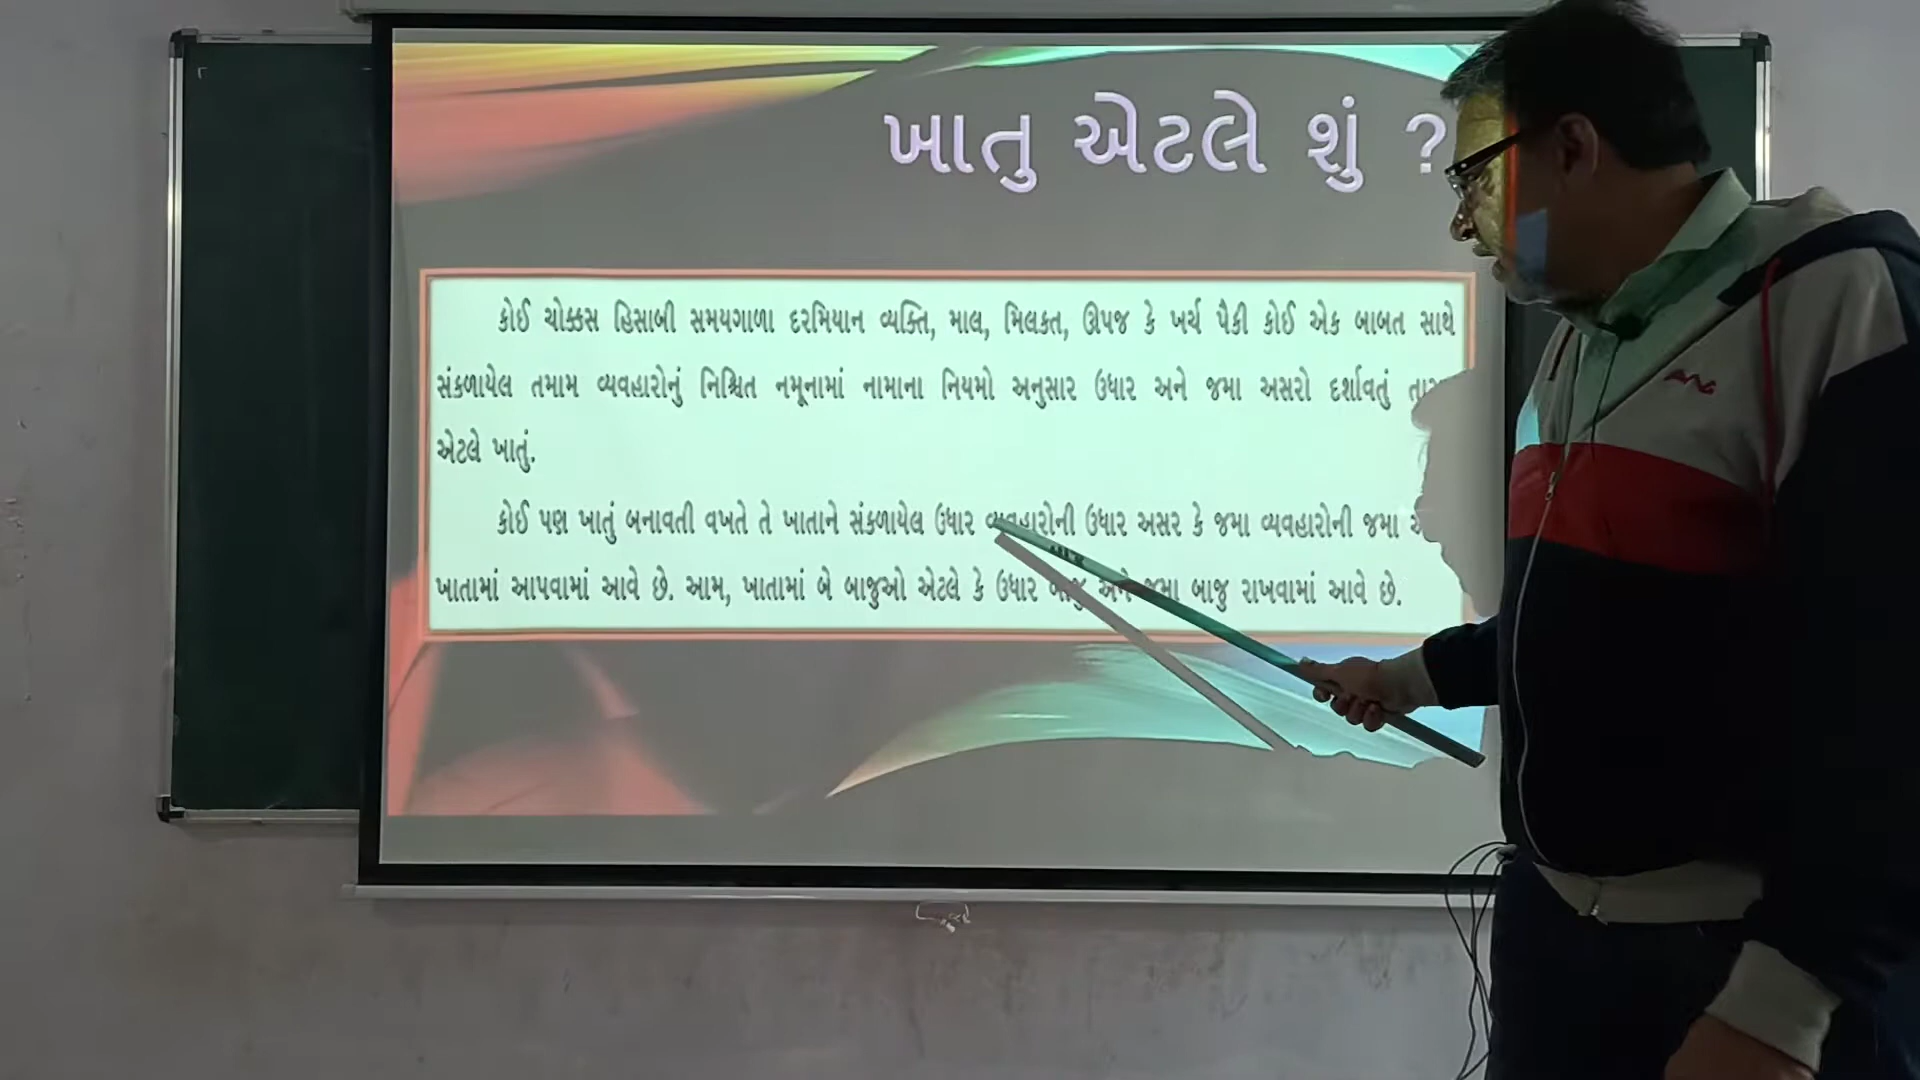 ખાતુ એટલે શું ?
કોઈ ચોક્કસ હિસાબી સમયગાળા દરમિયાન વ્યક્તિ, માલ, મિલકત, ઊપજ કે ખર્ચ પૈકી કોઈ એક બાબત સાથે
સંકળાયેલ તમામ વ્યવહારોનું નિશ્ચિત નમૂનામાં નામાના નિયમો અનુસાર ઉધાર અને જમા અસરો દર્શાવતું
એટલે ખાતું.
કોઈ પણ ખાતું બનાવતી વખતે તે ખાતાને સંકળાયેલ ઉધાર વ્યવહારોની ઉધાર અસર કે જમા વ્યવહારોની જમા
ખાતામાં આપવામાં આવે છે. આમ, ખાતામાં બે બાજુઓ એટલે કે ઉધાર બાજુ અને જમા બાજુ રાખવામાં આવે છે.